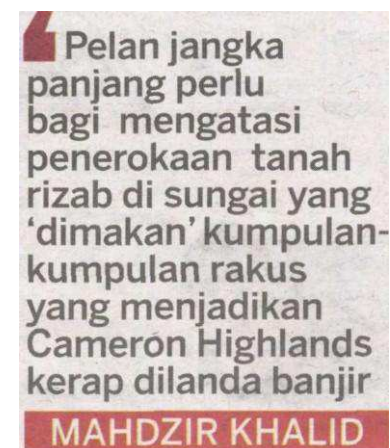 Pelan jangka
panjang perlu
bagi mengatasi
penerokaan tanah
rizab di sungai yang
‘dimakan’ kumpulan-
kumpulan rakus
yang menjadikan
Cameron Highlands
kerap dilanda banjir
MAHDZIR KHALID